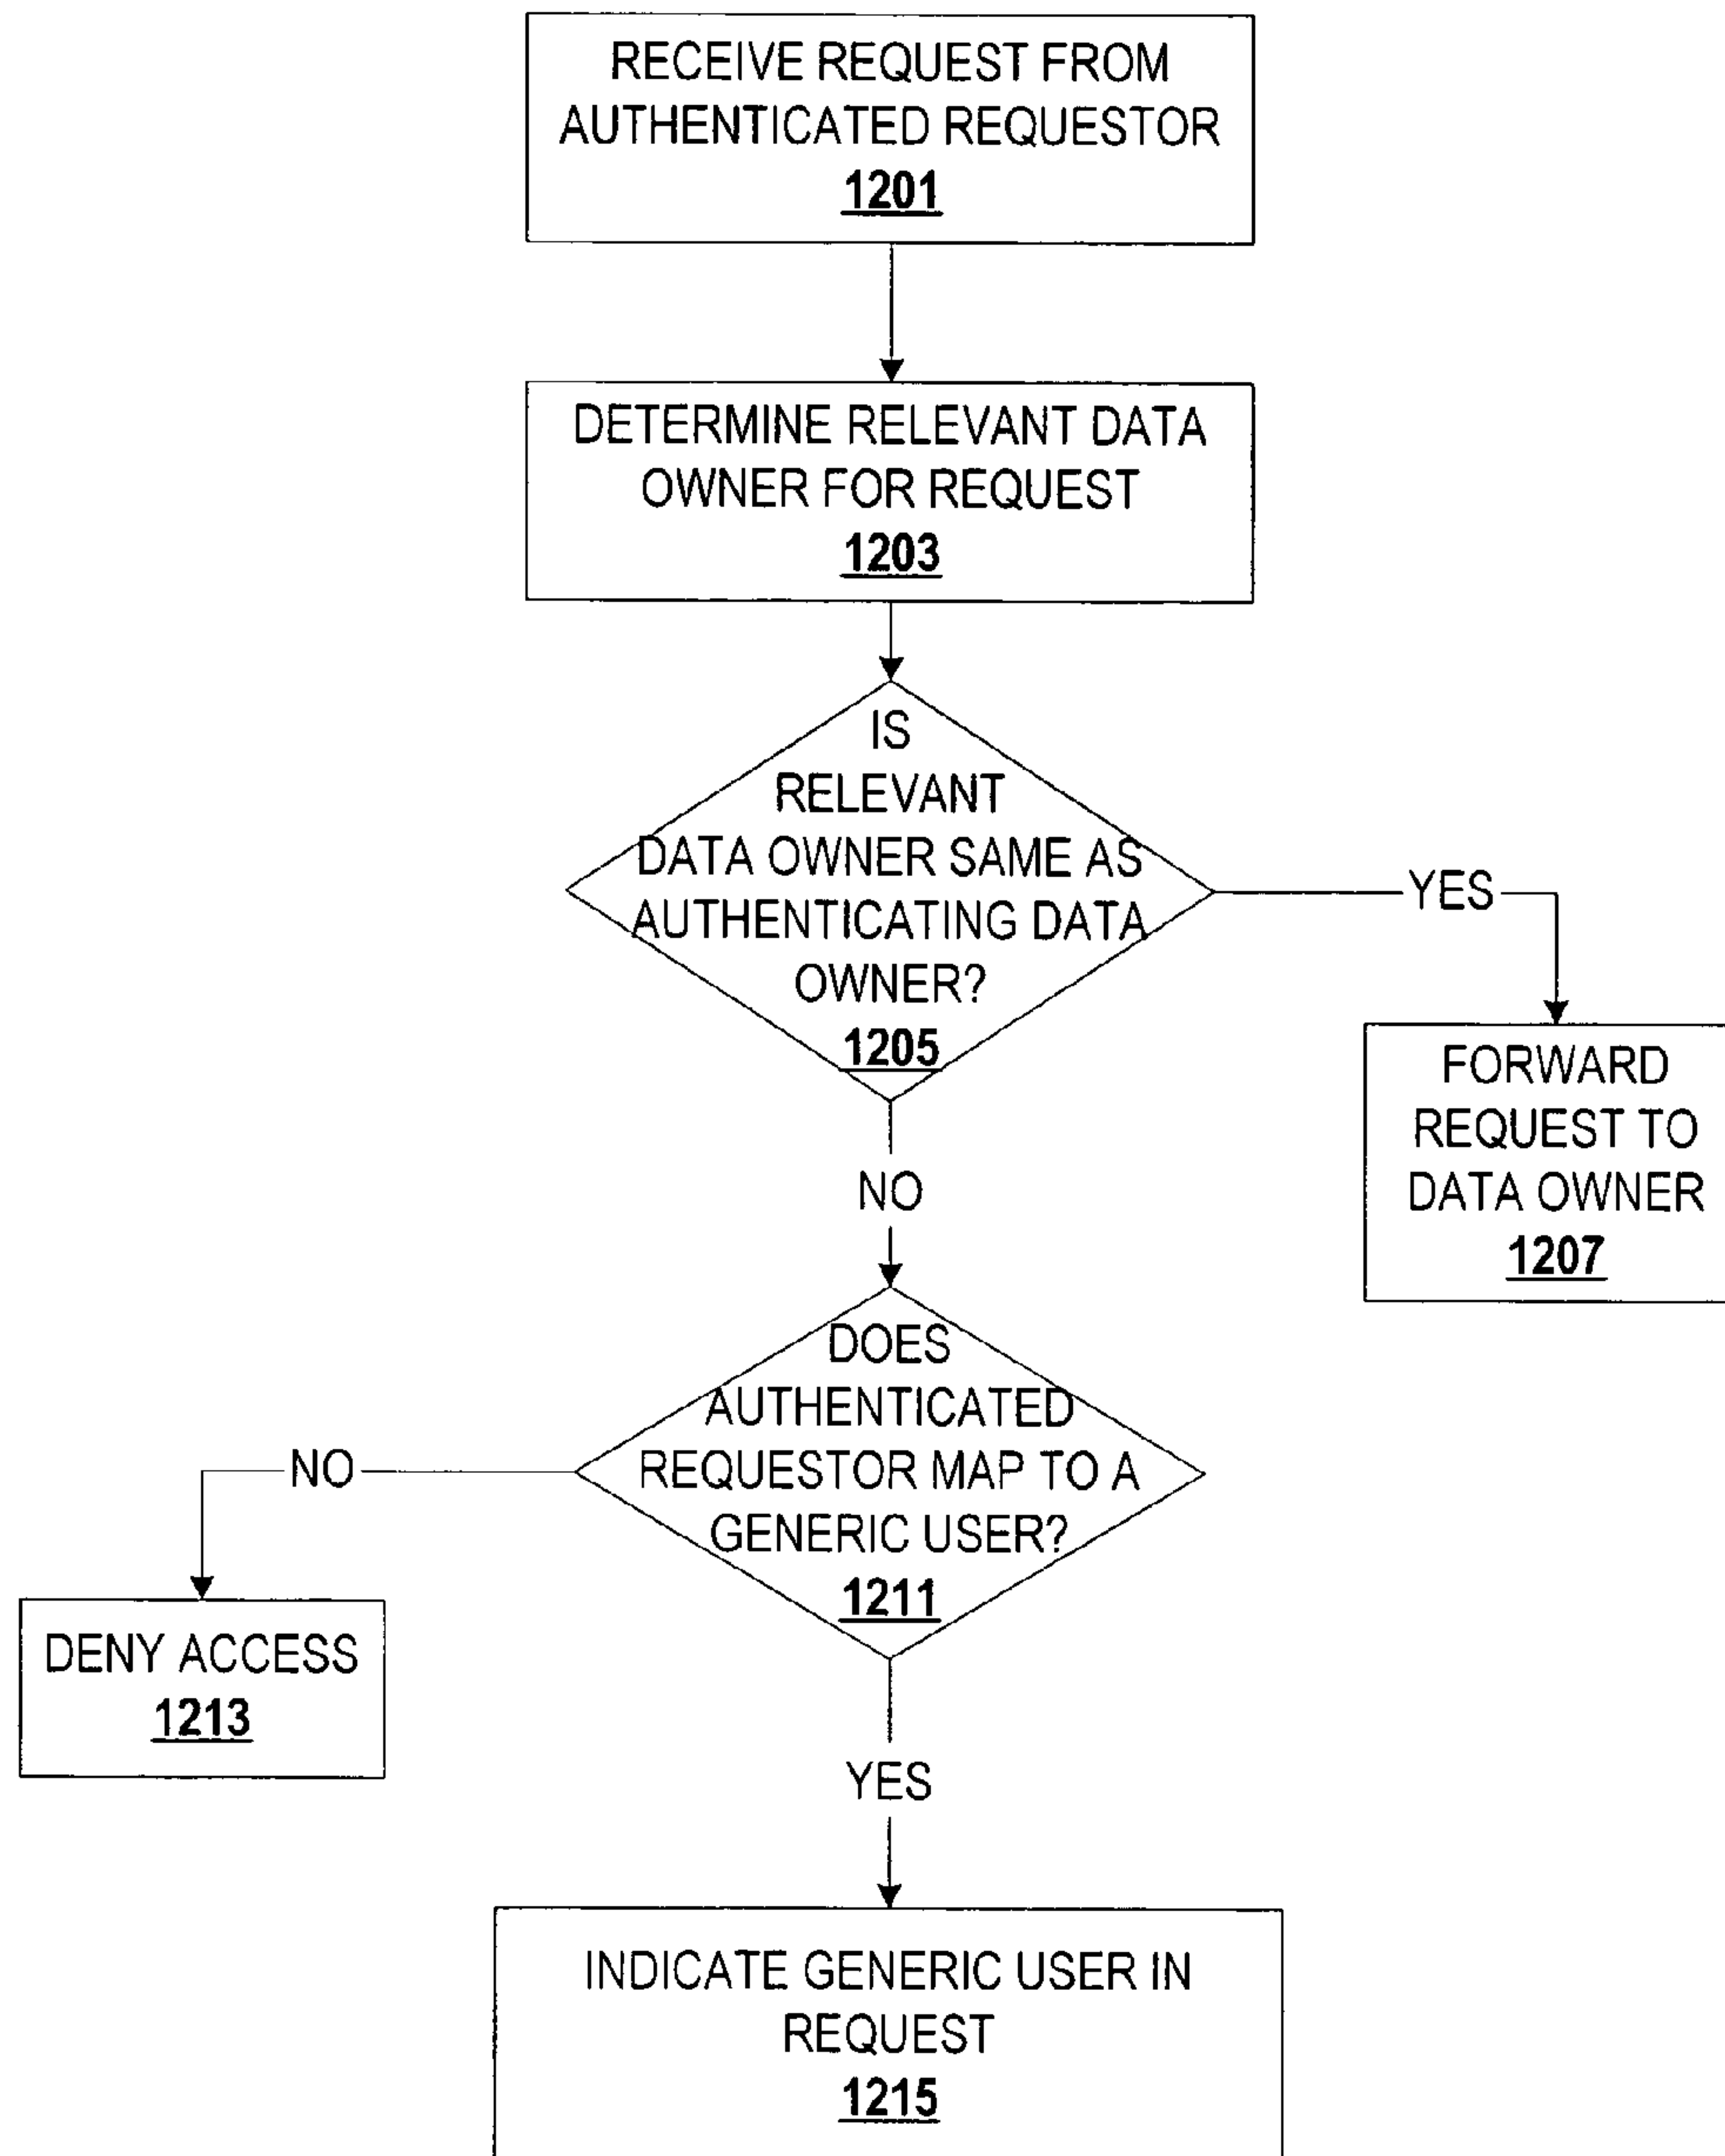 RECEIVE REQUEST FROM
AUTHENTICATED REQUESTOR
1201
DETERMINE RELEVANT DATA
OWNER FOR REQUEST
1203
IS
RELEVANT
DATA OWNER SAME AS
AUTHENTICATING DATA
OWNER?
1205
YES
FORWARD
REQUEST TO
DATA OWNER
1207
NO
DOES
AUTHENTICATED
REQUESTOR MAP TO A
GENERIC USER?
1211
NO
DENY ACCESS
1213
YES
INDICATE GENERIC USER IN
REQUEST
1215